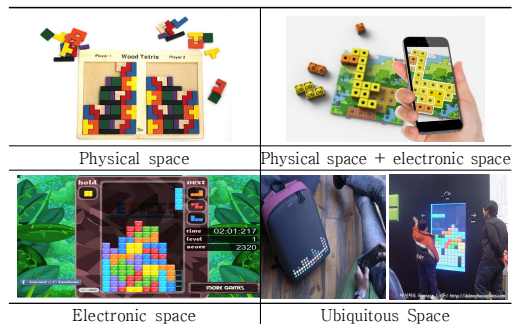 Player 1 Wood Tetris Player 2
Physical space
Physical space + electronic space
hold
next
time
02:01:217
level
1
score
2320
MORE GAMES
Electronic space
Ubiquitous Space